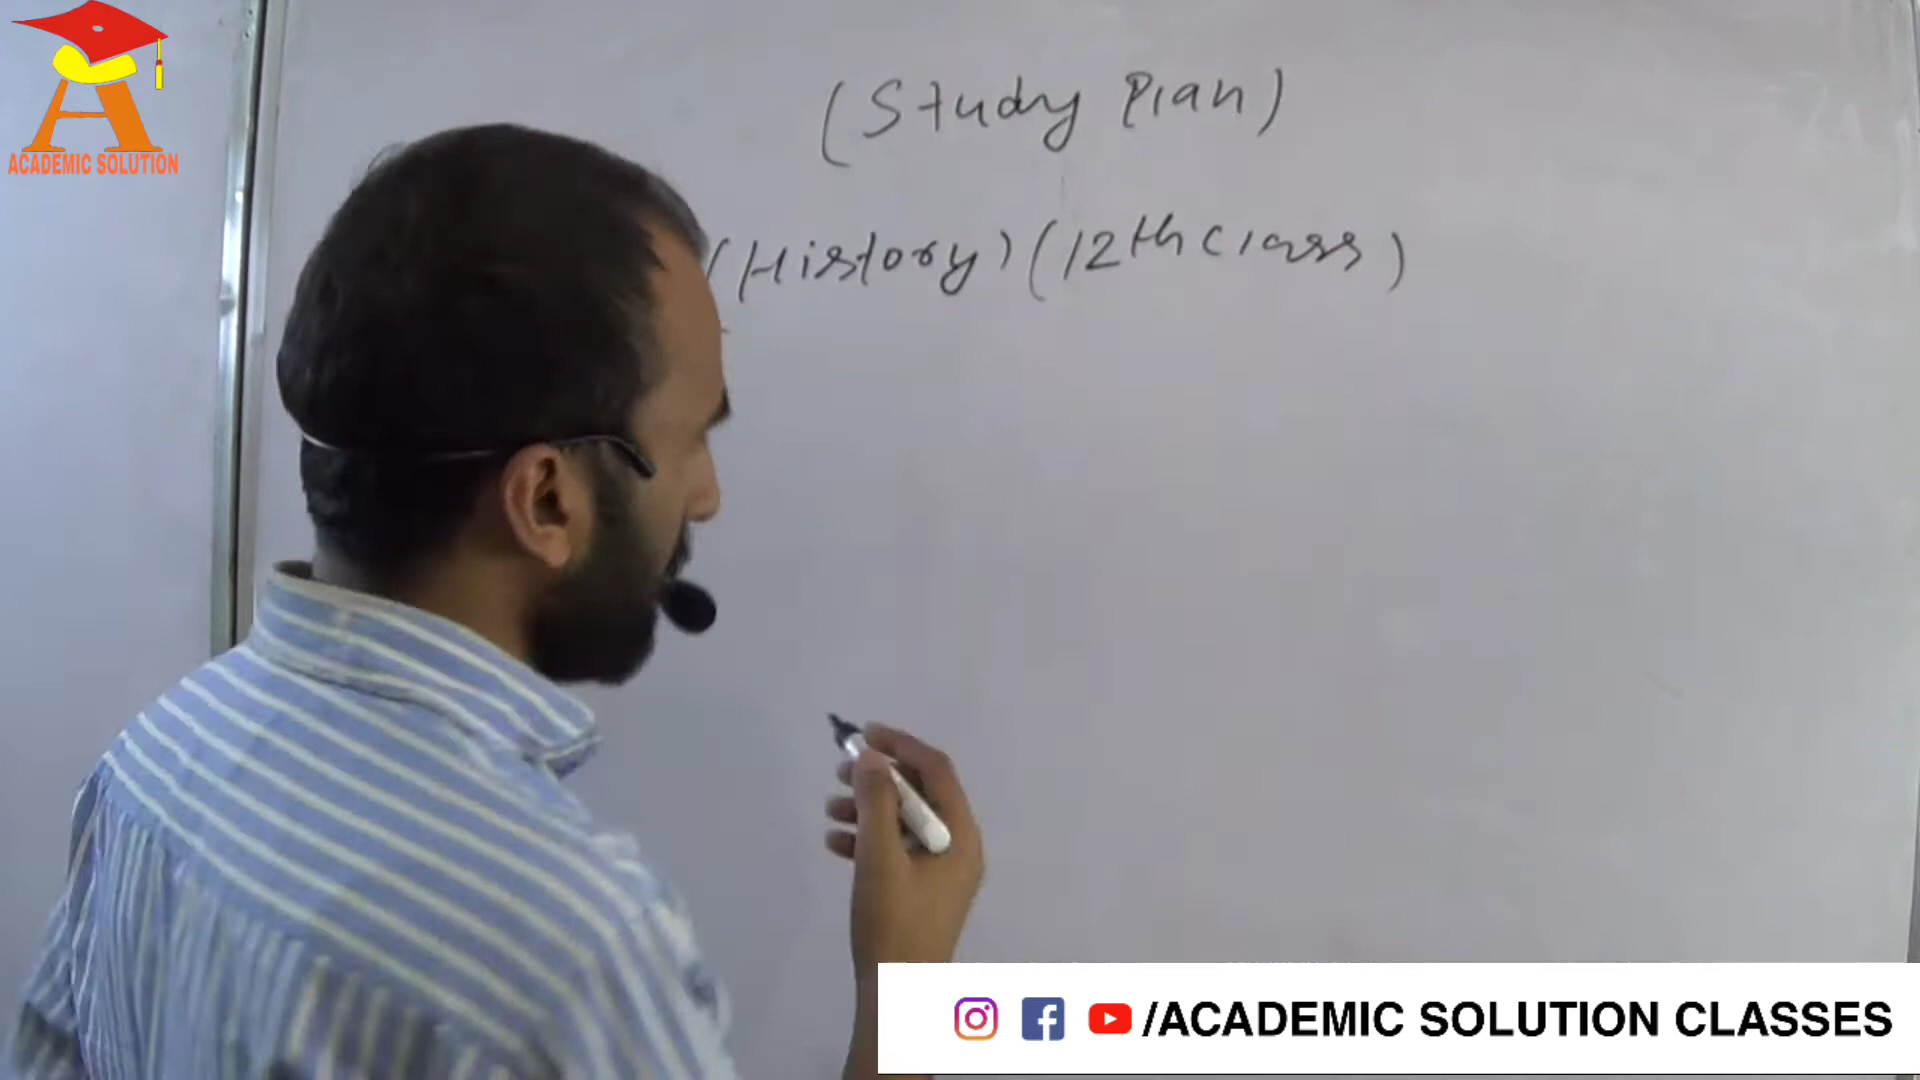 ACADEMIC SOLUTION
(Study Plan)
(History) (12th class)
/ACADEMIC SOLUTION CLASSES